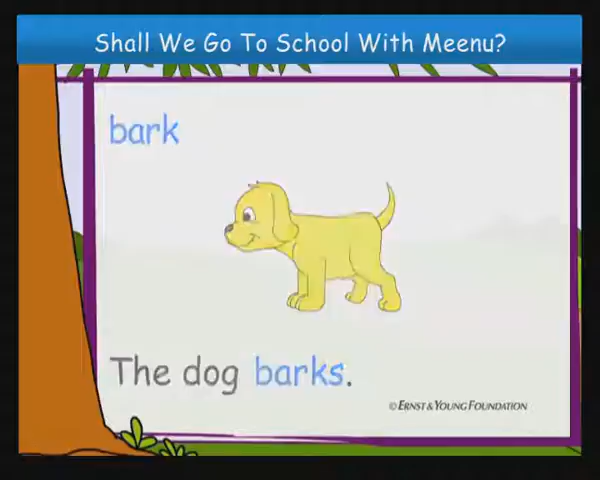 Shall We Go To School With Meenu?
bark
The dog barks.
© ERNST & YOUNG FOUNDATION